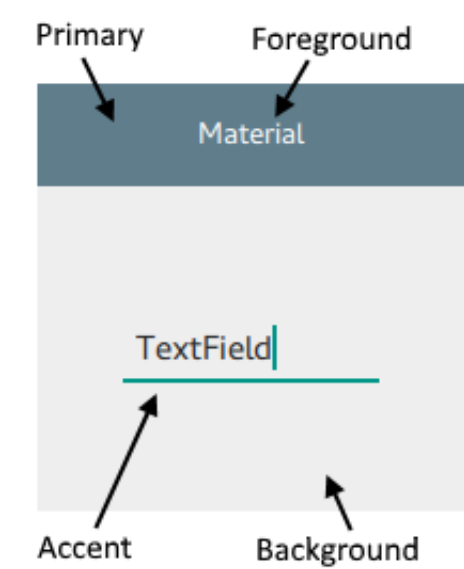 Primary
Foreground
Material
TextField
Accent
Background